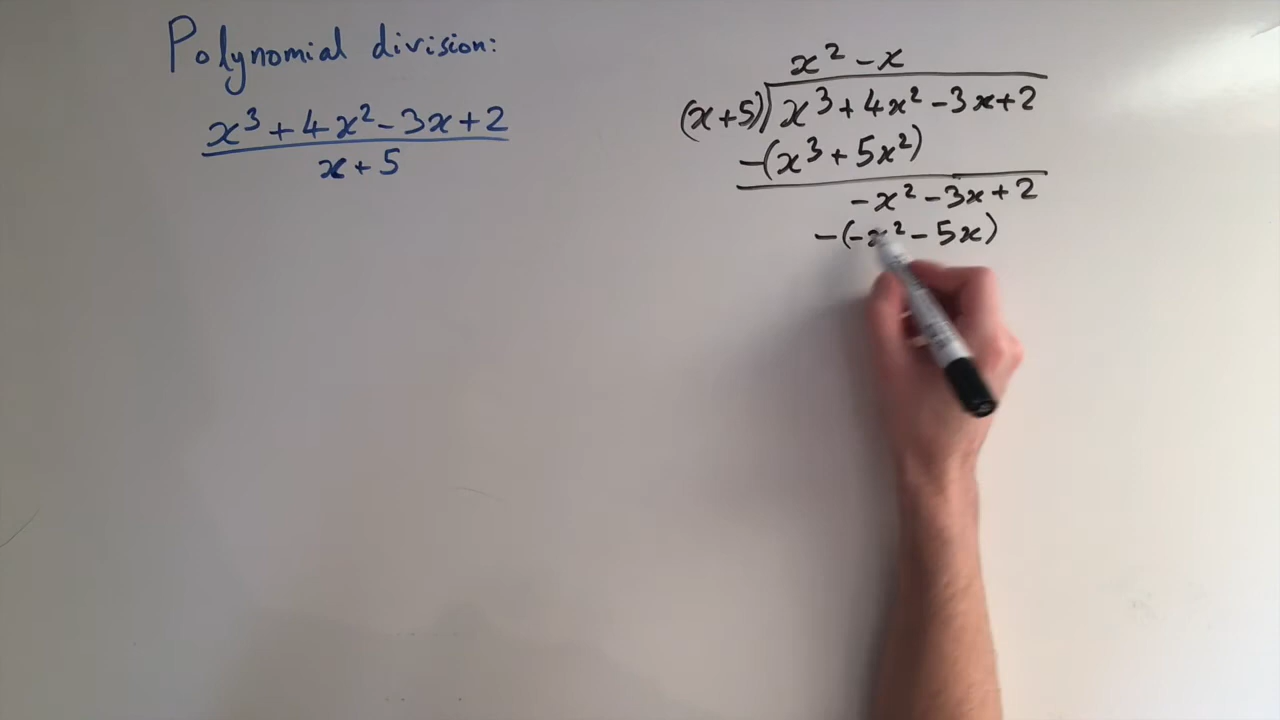 Polynomial division:
x³ + 4x² - 3x + 2
x + 5
x² - x
(x+5) x³ + 4x² - 3x + 2
-(x³ + 5x²)
-x² - 3x + 2
-(-x² - 5x)